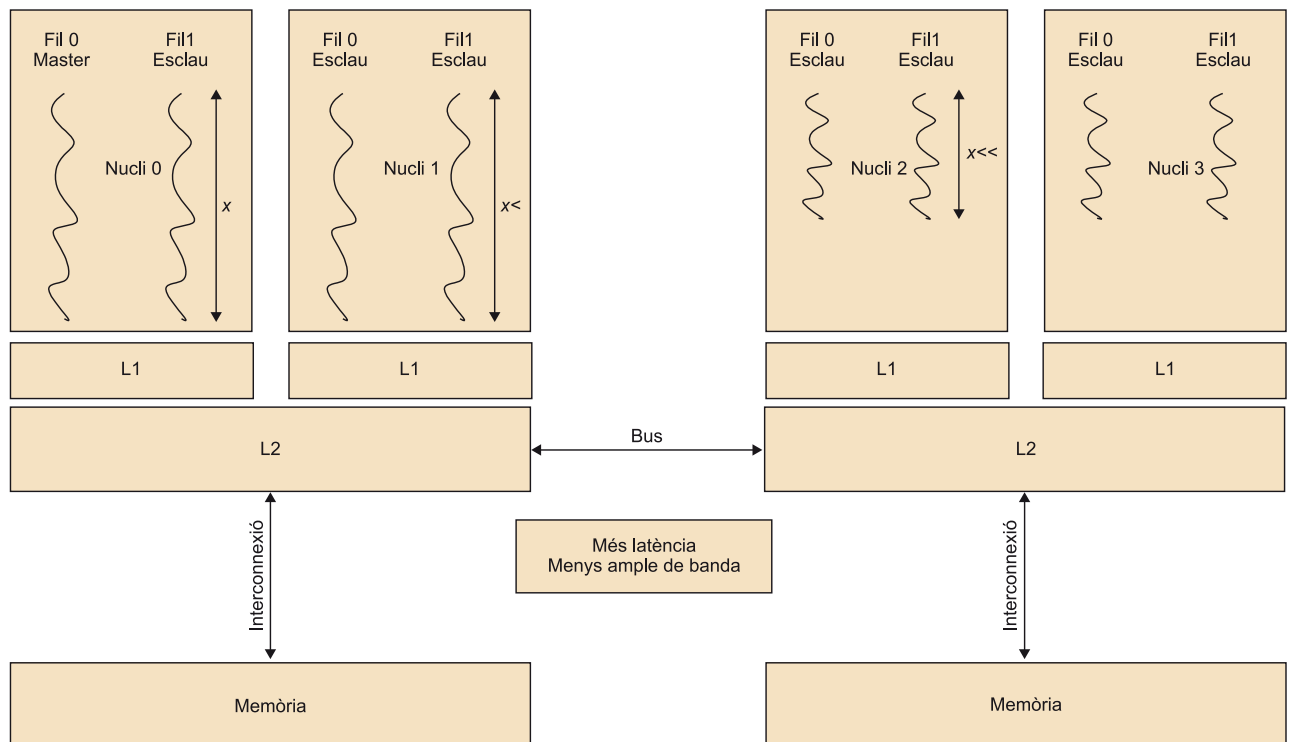 Fil 0
Master
Fil1
Esclau
Nucli 0
x
Fil 0
Esclau
Fil1
Esclau
Nucli 1
x<
Fil 0
Esclau
Fil1
Esclau
Nucli 2
x<<
Fil 0
Esclau
Fil1
Esclau
Nucli 3
L1
L1
L1
L1
L2
Bus
L2
Interconnexió
Més latència
Menys ample de banda
Interconnexió
Memòria
Memòria